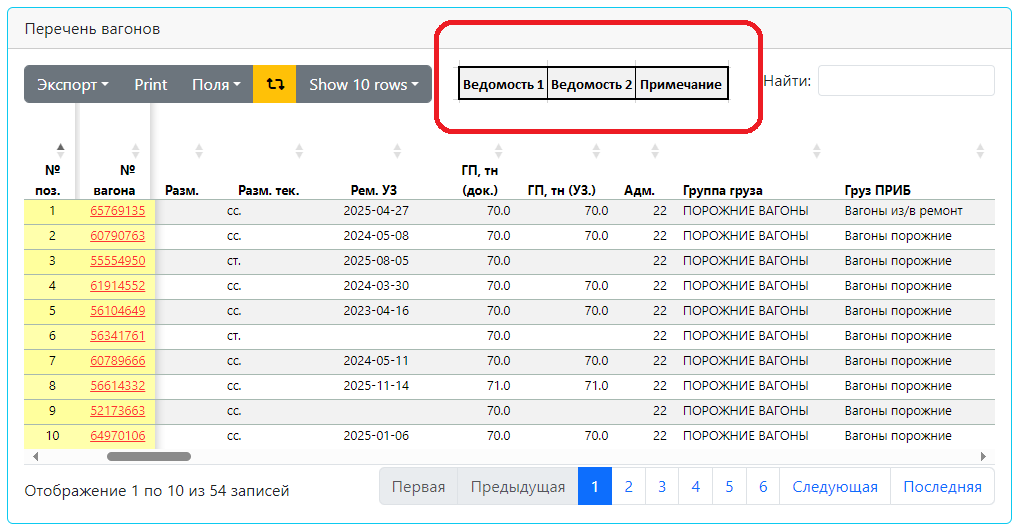 Перечень вагонов
Экспорт Print Поля Show 10 rows Ведомость 1 Ведомость 2 Примечание Найти:
№ поз. № вагона Разм. Разм. тек. Рем. УЗ ГП, тн (док.) ГП, тн (УЗ.) Адм. Группа груза Груз ПРИБ
1 65769135 сс. 2025-04-27 70.0 70.0 22 ПОРОЖНИЕ ВАГОНЫ Вагоны из/в ремонт
2 60790763 сс. 2024-05-08 70.0 70.0 22 ПОРОЖНИЕ ВАГОНЫ Вагоны порожние
3 55554950 ст. 2025-08-05 70.0 22 ПОРОЖНИЕ ВАГОНЫ Вагоны порожние
4 61914552 сс. 2024-03-30 70.0 70.0 22 ПОРОЖНИЕ ВАГОНЫ Вагоны порожние
5 56104649 сс. 2023-04-16 70.0 70.0 22 ПОРОЖНИЕ ВАГОНЫ Вагоны порожние
6 56341761 ст. 70.0 22 ПОРОЖНИЕ ВАГОНЫ Вагоны порожние
7 60789666 сс. 2024-05-11 70.0 70.0 22 ПОРОЖНИЕ ВАГОНЫ Вагоны порожние
8 56614332 сс. 2025-11-14 71.0 71.0 22 ПОРОЖНИЕ ВАГОНЫ Вагоны порожние
9 52173663 сс. 70.0 22 ПОРОЖНИЕ ВАГОНЫ Вагоны порожние
10 64970106 сс. 2025-01-06 70.0 70.0 22 ПОРОЖНИЕ ВАГОНЫ Вагоны порожние
Отображение 1 по 10 из 54 записей Первая Предыдущая 1 2 3 4 5 6 Следующая Последняя